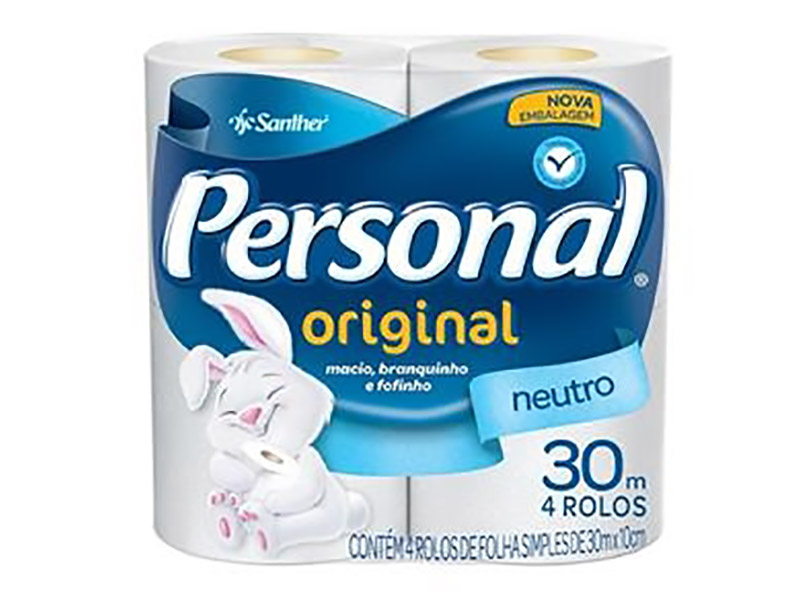 Santher
NOVA
EMBALAGEM
Personal®
original
macio, branquinho
e fofinho
neutro
30m
4 ROLOS
CONTÉM 4 ROLOS DE FOLHA SIMPLES DE 30m x 10cm